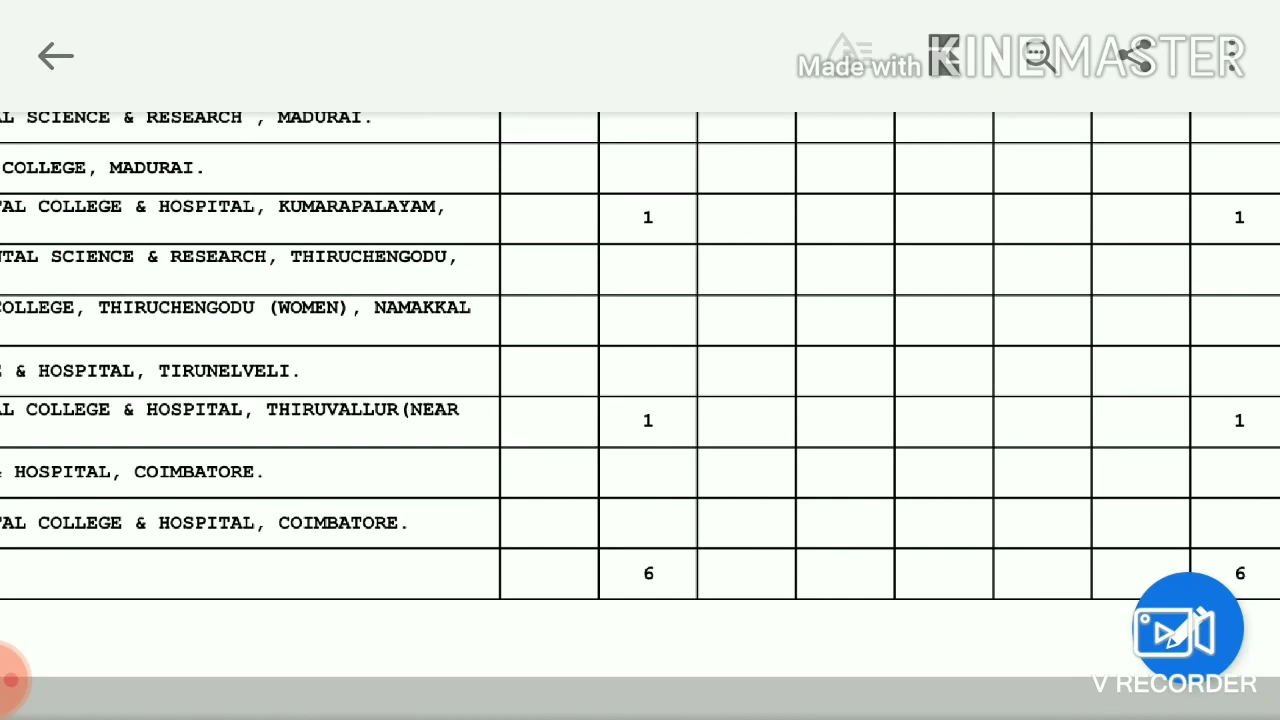 Made with KINEMASTER
AL SCIENCE & RESEARCH , MADURAI.
COLLEGE, MADURAI.
TAL COLLEGE & HOSPITAL, KUMARAPALAYAM,
1 1
NTAL SCIENCE & RESEARCH, THIRUCHENGODU,
COLLEGE, THIRUCHENGODU (WOMEN), NAMAKKAL
E & HOSPITAL, TIRUNELVELI.
AL COLLEGE & HOSPITAL, THIRUVALLUR(NEAR
1 1
& HOSPITAL, COIMBATORE.
TAL COLLEGE & HOSPITAL, COIMBATORE.
6 6
V RECORDER